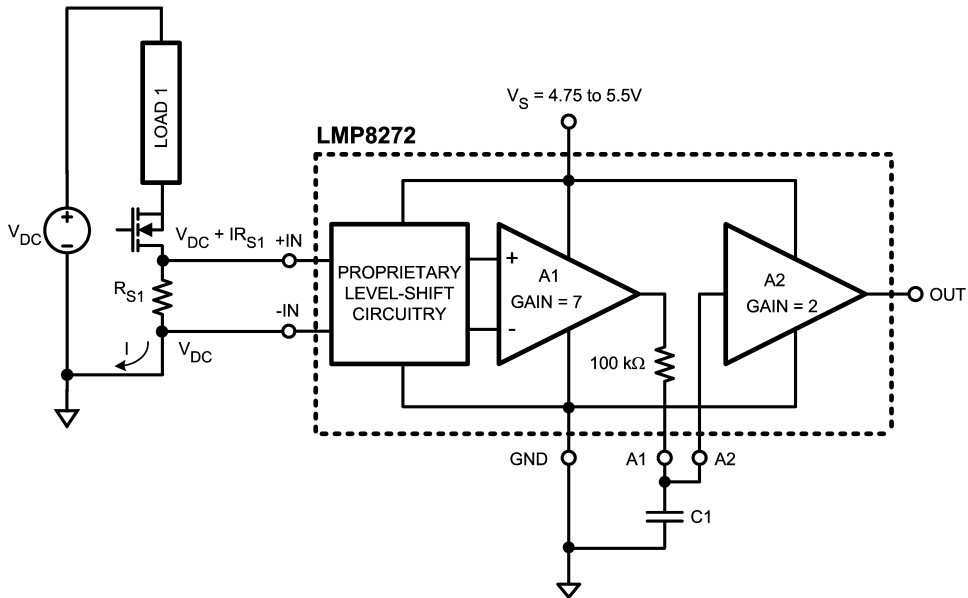 V_S = 4.75 to 5.5V
LMP8272
LOAD 1
V_DC
+
−
V_DC + IR_S1
+IN
R_S1
-IN
I
V_DC
PROPRIETARY
LEVEL-SHIFT
CIRCUITRY
+
-
A1
GAIN = 7
A2
GAIN = 2
OUT
100 kΩ
GND
A1
A2
C1